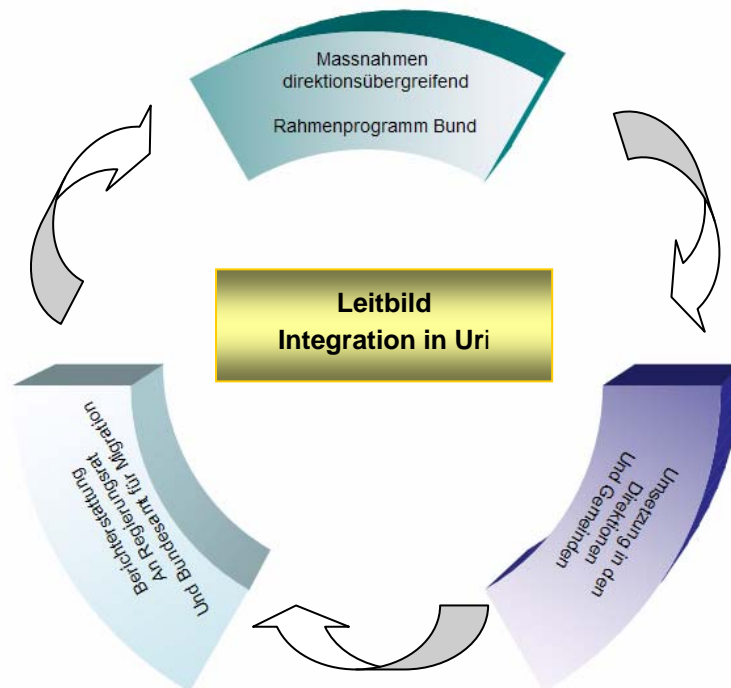 Massnahmen
direktionsübergreifend
Rahmenprogramm Bund
Leitbild
Integration in Uri
Umsetzung in den
Direktionen
Und Gemeinden
Berichterstattung
An Regierungsrat
Und Bundesamt für Migration